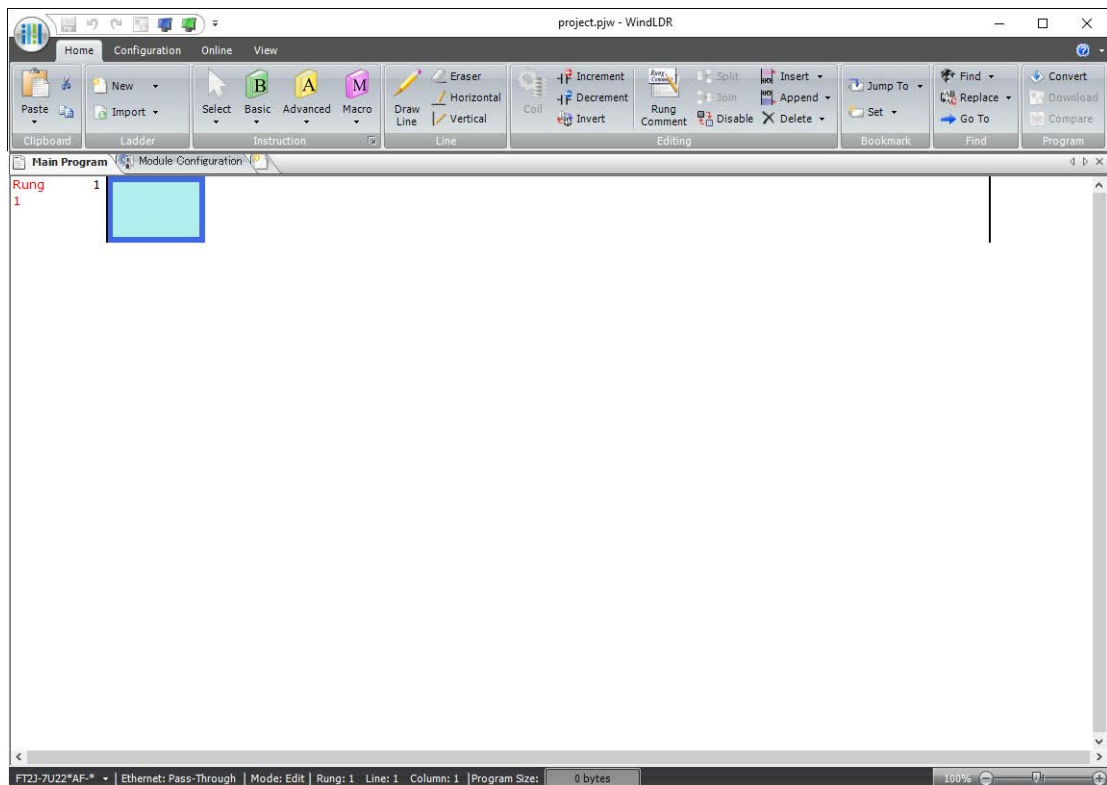 project.pjw - WindLDR
Home Configuration Online View
Paste
Clipboard
New
Import
Ladder
Select
B
Basic
A
Advanced
M
Macro
Instruction
Draw
Line
Eraser
Horizontal
Vertical
Line
Coil
Increment
Decrement
Invert
Rung
Comment
Split
Join
Disable
Insert
Append
Delete
Editing
Jump To
Set
Bookmark
Find
Replace
Go To
Find
Convert
Download
Compare
Program
Main Program Module Configuration
Rung 1
1
FT2J-7U22*AF-* | Ethernet: Pass-Through | Mode: Edit | Rung: 1 Line: 1 Column: 1 |Program Size: 0 bytes 100%